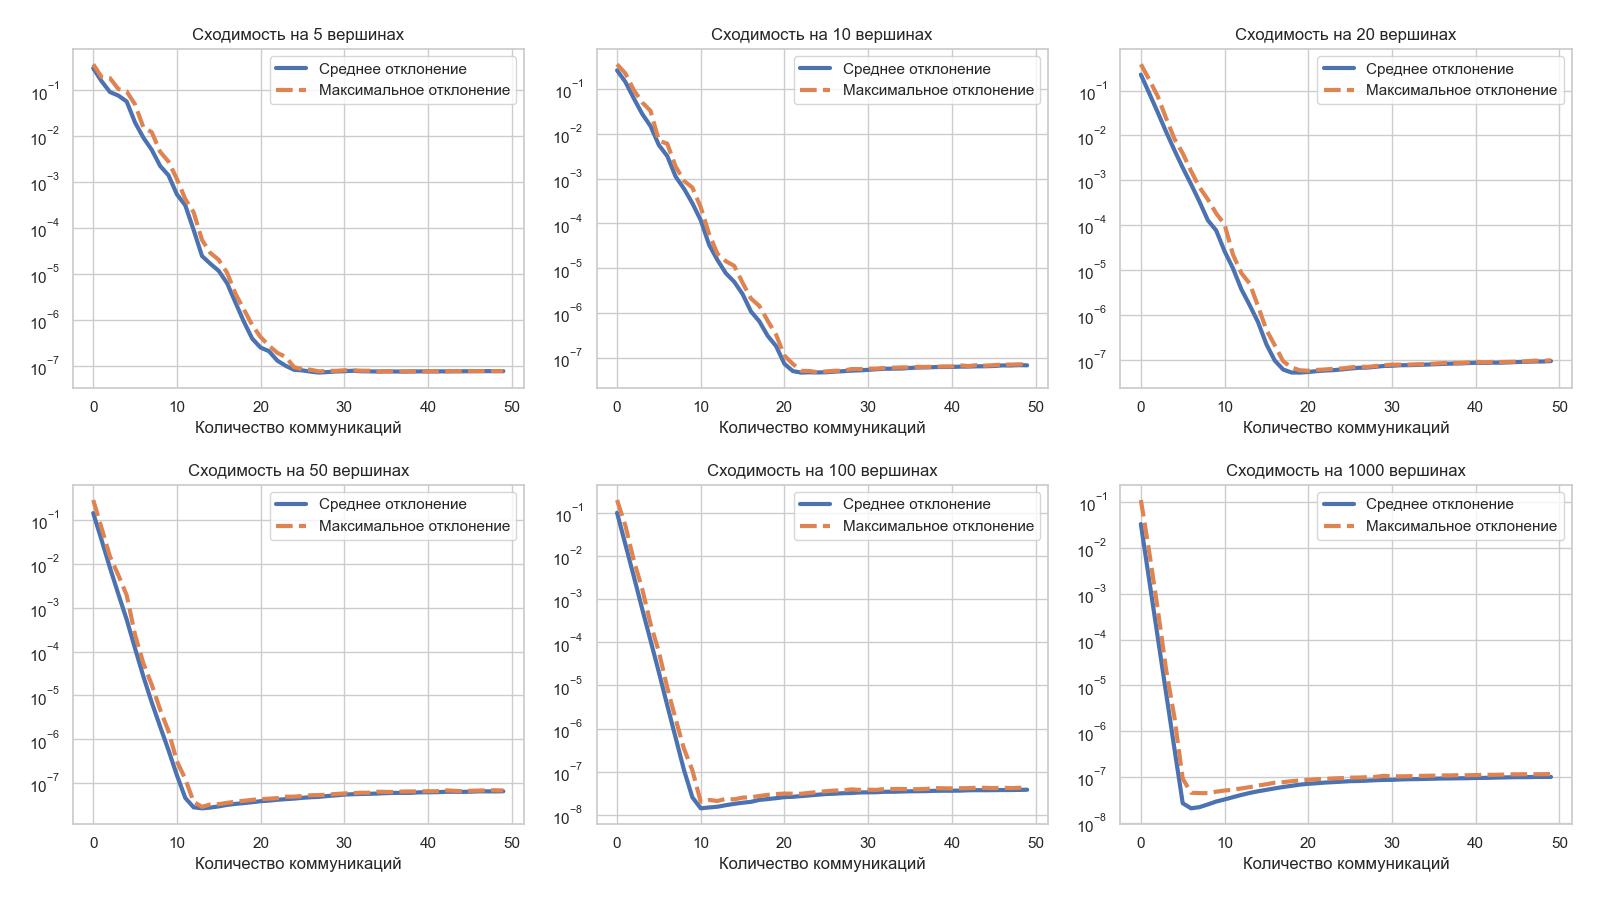 Сходимость на 5 вершинах
Среднее отклонение
Максимальное отклонение
10⁻¹
10⁻²
10⁻³
10⁻⁴
10⁻⁵
10⁻⁶
10⁻⁷
0 10 20 30 40 50
Количество коммуникаций
Сходимость на 10 вершинах
Среднее отклонение
Максимальное отклонение
10⁻¹
10⁻²
10⁻³
10⁻⁴
10⁻⁵
10⁻⁶
10⁻⁷
0 10 20 30 40 50
Количество коммуникаций
Сходимость на 20 вершинах
Среднее отклонение
Максимальное отклонение
10⁻¹
10⁻²
10⁻³
10⁻⁴
10⁻⁵
10⁻⁶
10⁻⁷
0 10 20 30 40 50
Количество коммуникаций
Сходимость на 50 вершинах
Среднее отклонение
Максимальное отклонение
10⁻¹
10⁻²
10⁻³
10⁻⁴
10⁻⁵
10⁻⁶
10⁻⁷
0 10 20 30 40 50
Количество коммуникаций
Сходимость на 100 вершинах
Среднее отклонение
Максимальное отклонение
10⁻¹
10⁻²
10⁻³
10⁻⁴
10⁻⁵
10⁻⁶
10⁻⁷
10⁻⁸
0 10 20 30 40 50
Количество коммуникаций
Сходимость на 1000 вершинах
Среднее отклонение
Максимальное отклонение
10⁻¹
10⁻²
10⁻³
10⁻⁴
10⁻⁵
10⁻⁶
10⁻⁷
10⁻⁸
0 10 20 30 40 50
Количество коммуникаций